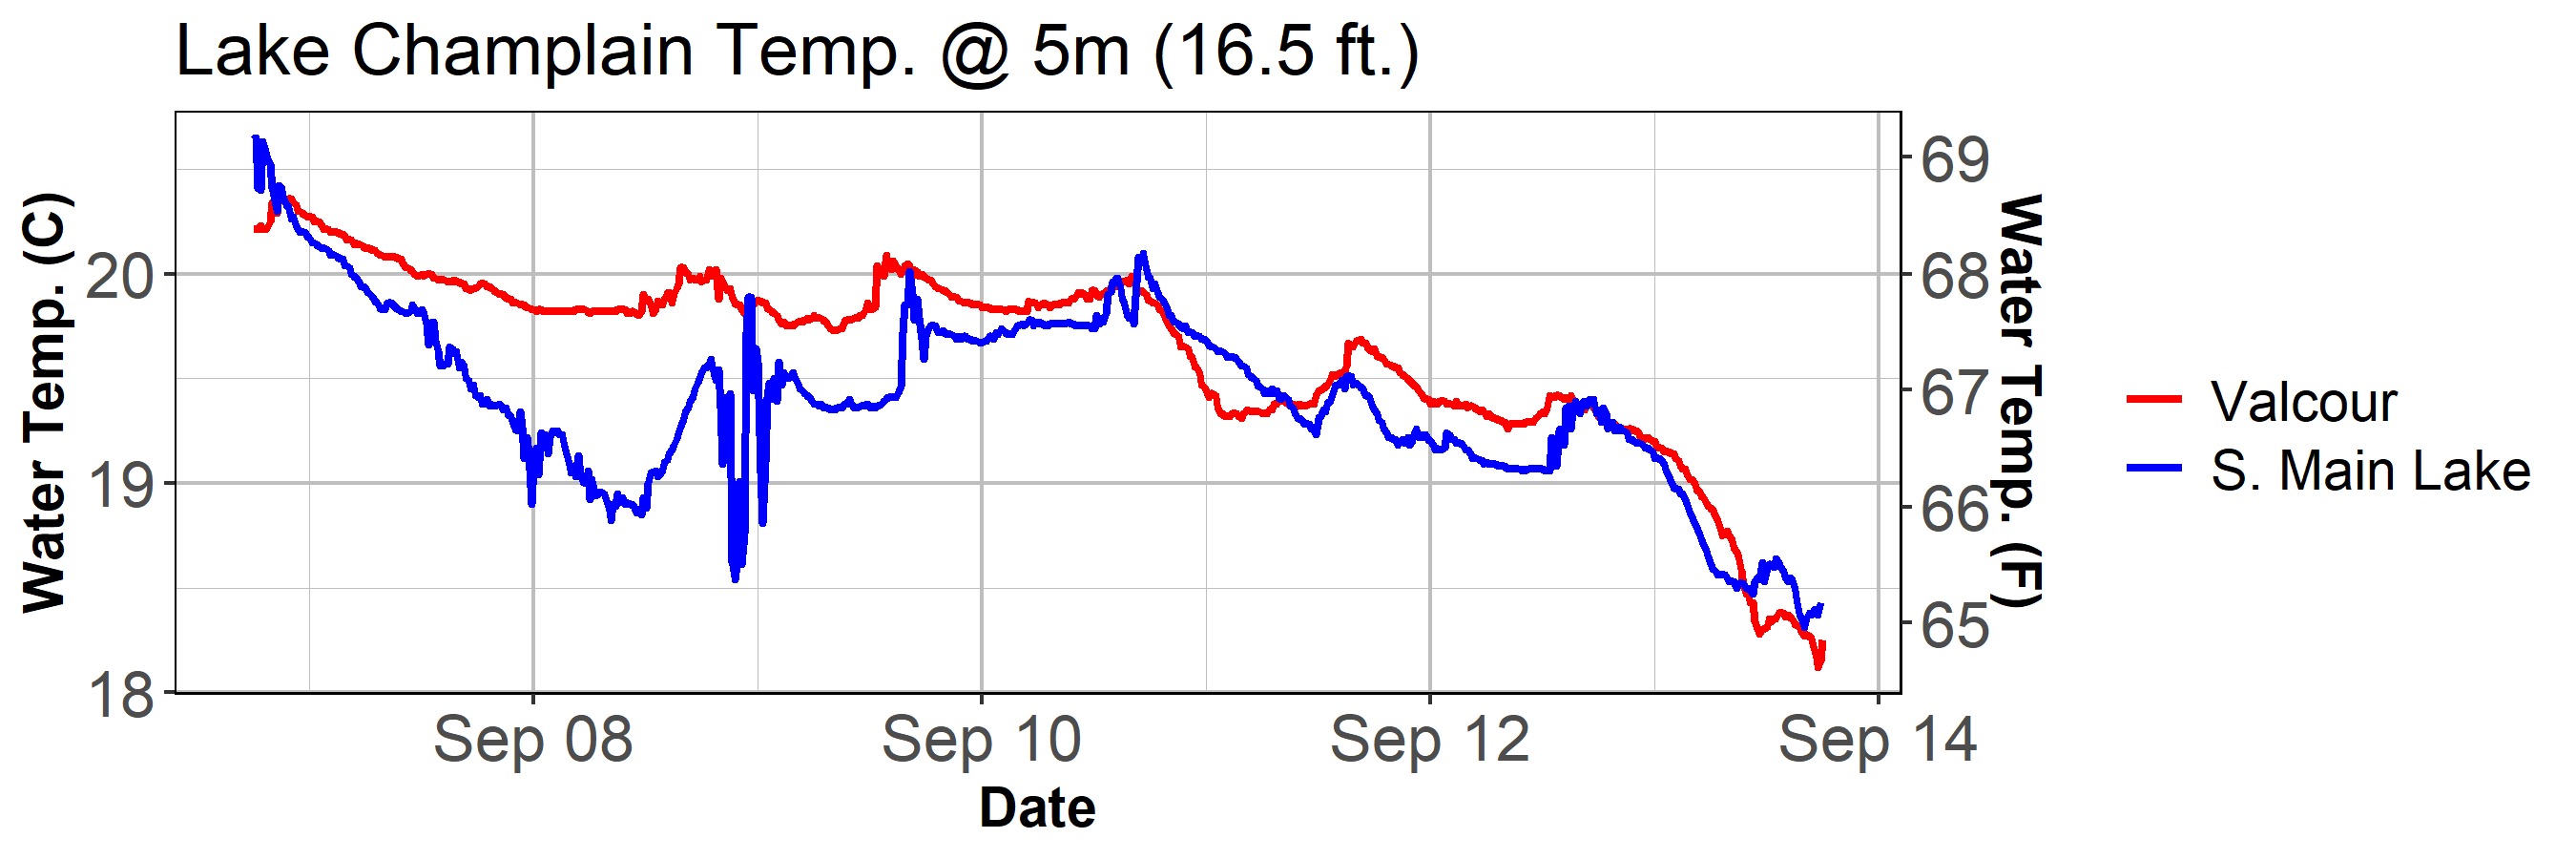 Lake Champlain Temp. @ 5m (16.5 ft.)
Water Temp. (C)
20
19
18
69
68
67
66
65
Water Temp. (F)
Sep 08
Sep 10
Sep 12
Sep 14
Date
Valcour
S. Main Lake